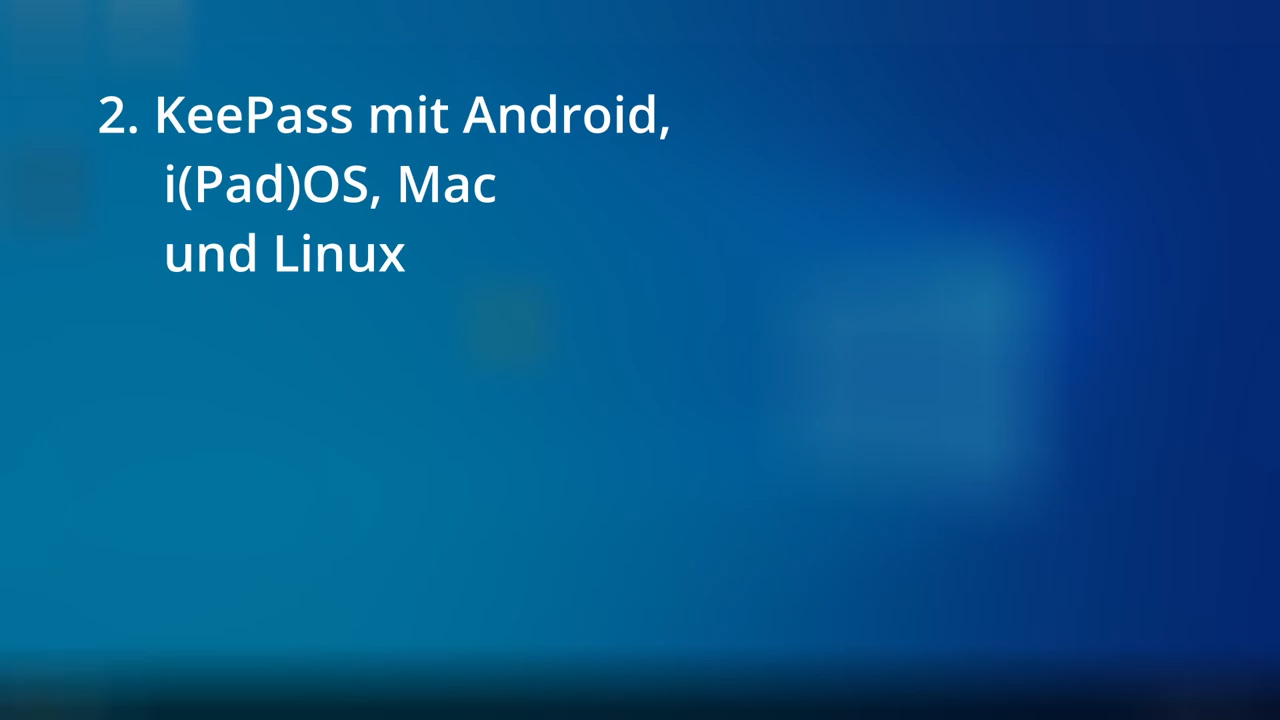 2. KeePass mit Android,
i(Pad)OS, Mac
und Linux